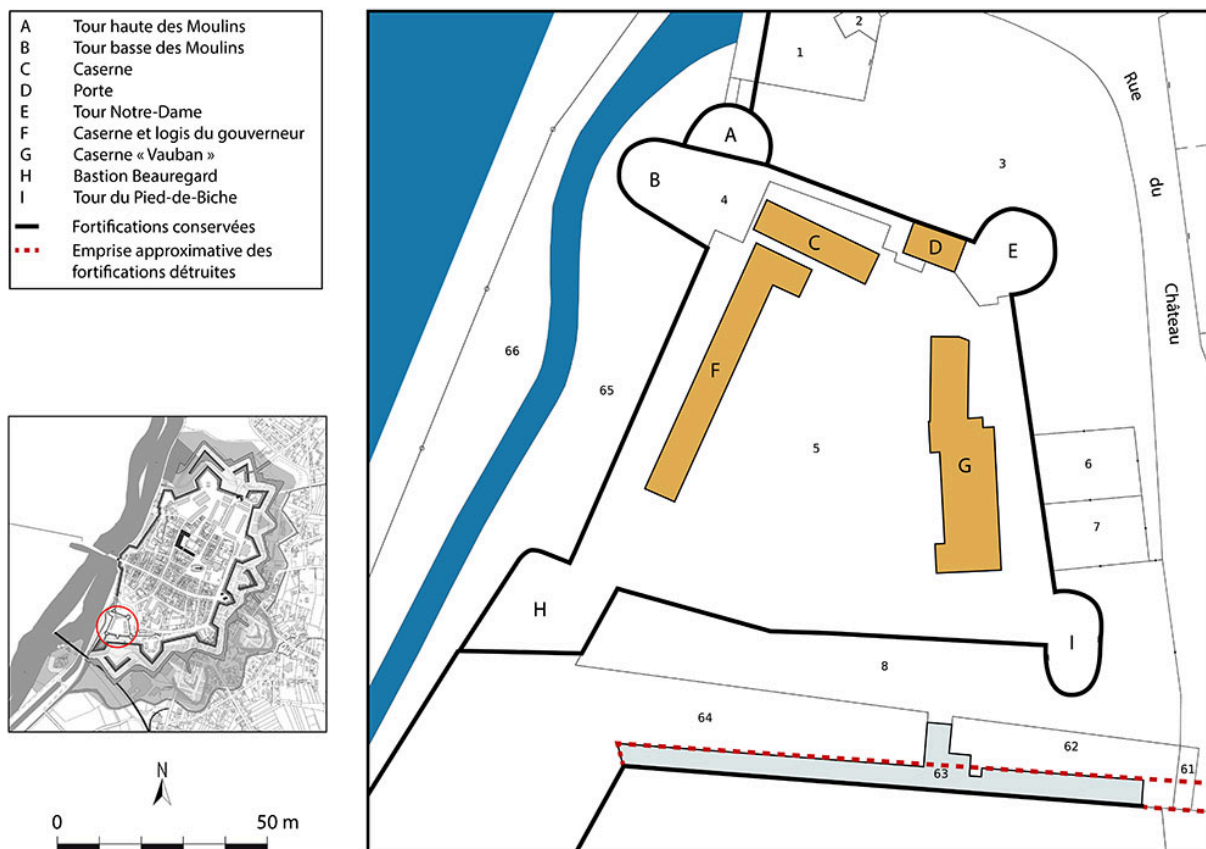 A Tour haute des Moulins
B Tour basse des Moulins
C Caserne
D Porte
E Tour Notre-Dame
F Caserne et logis du gouverneur
G Caserne « Vauban »
H Bastion Beauregard
I Tour du Pied-de-Biche
Fortifications conservées
Emprise approximative des
fortifications détruites
N
0 50 m
2
1
Rue
A
3
B
du
4
C
D
E
Château
66
F
65
5
6
G
7
H
I
8
64
62
61
63